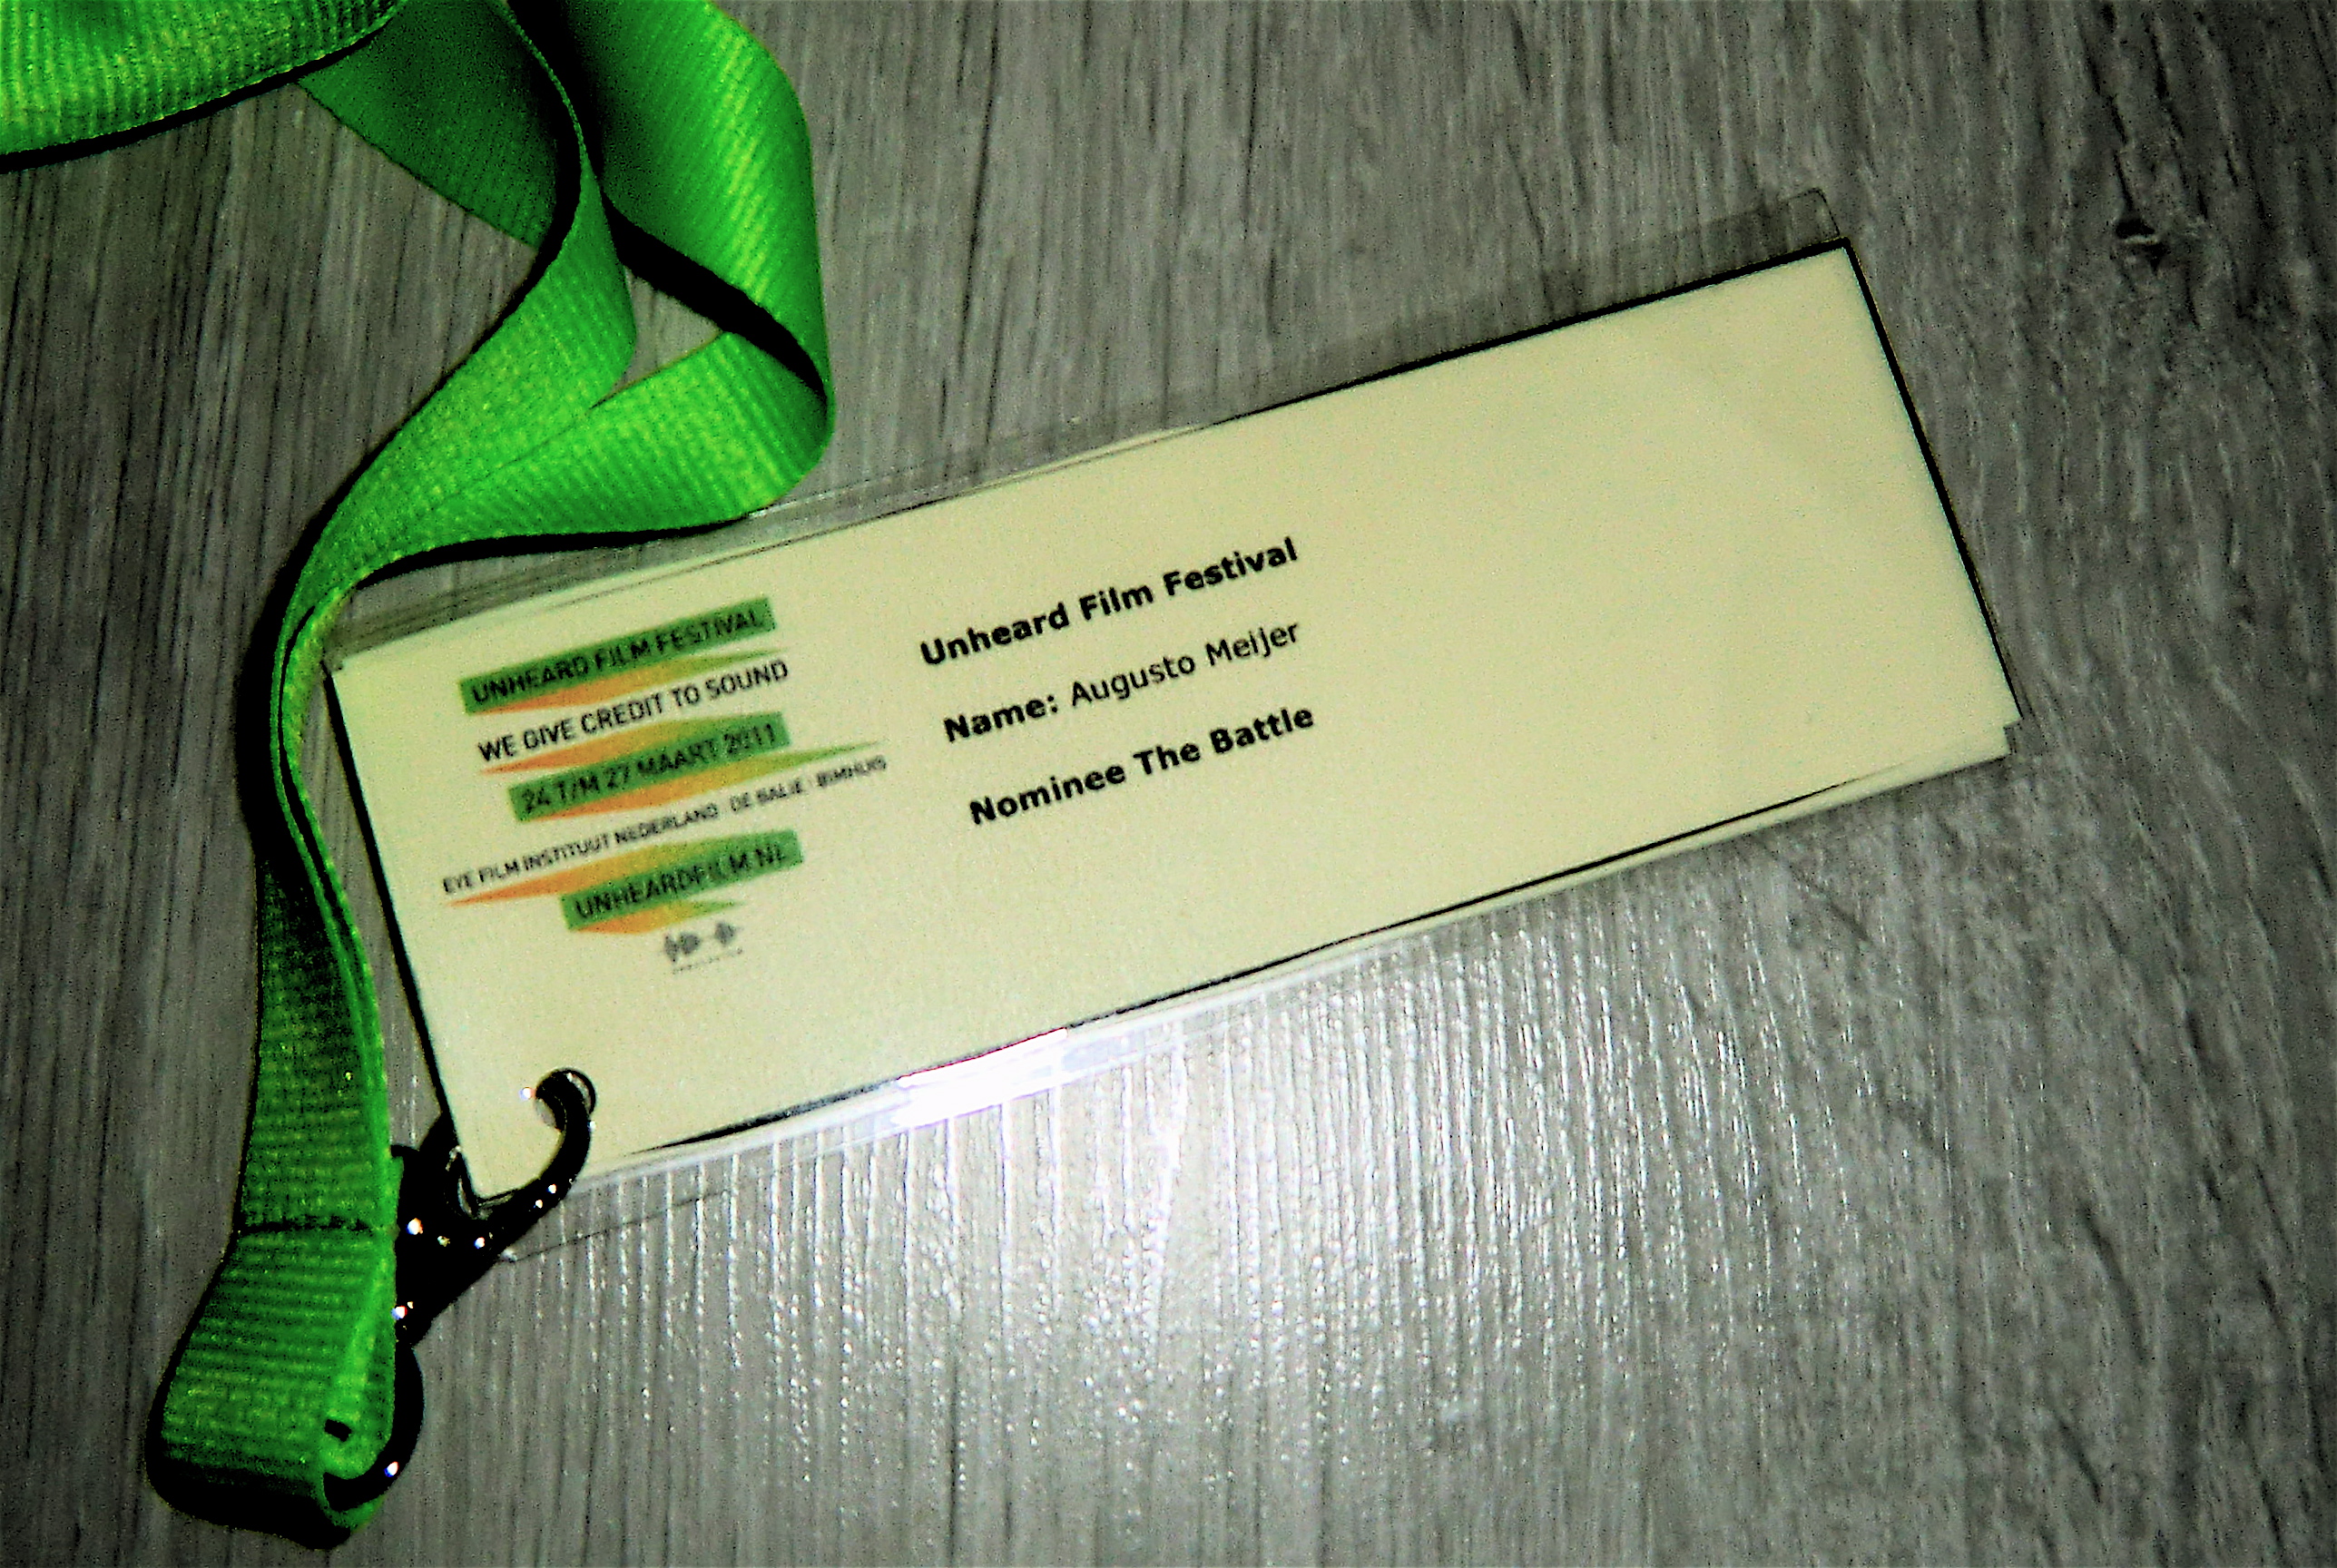 UNHEARD FILM FESTIVAL
WE GIVE CREDIT TO SOUND
24 T/M 27 MAART 2011
EYE FILM INSTITUUT NEDERLAND · DE BALIE · BIMHUIS
UNHEARDFILM.NL
Unheard Film Festival
Name: Augusto Meijer
Nominee The Battle